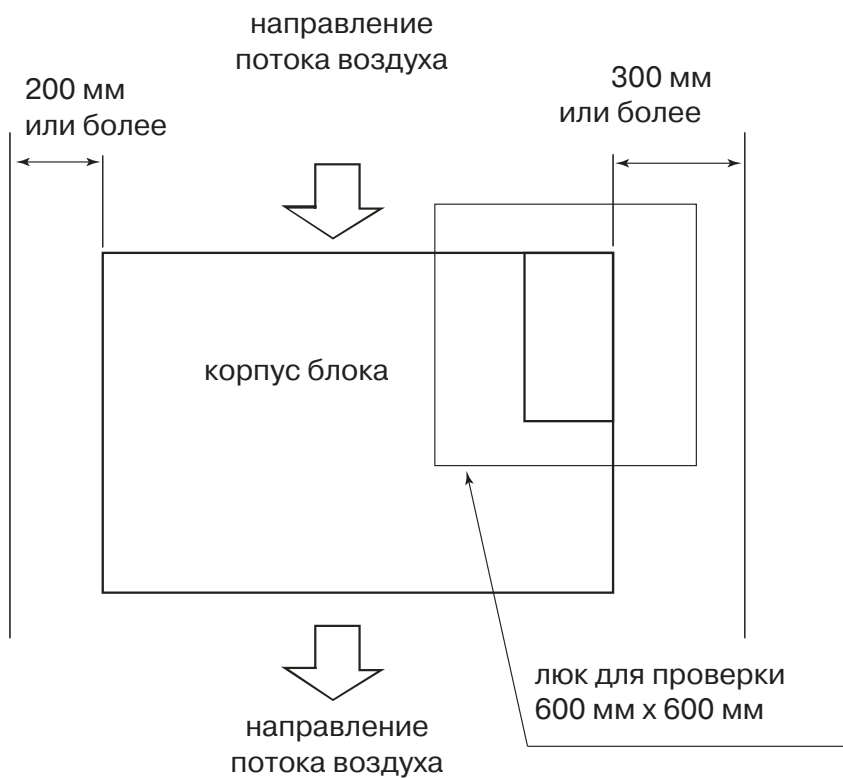 направление
потока воздуха
200 мм
или более
300 мм
или более
корпус блока
люк для проверки
600 мм х 600 мм
направление
потока воздуха